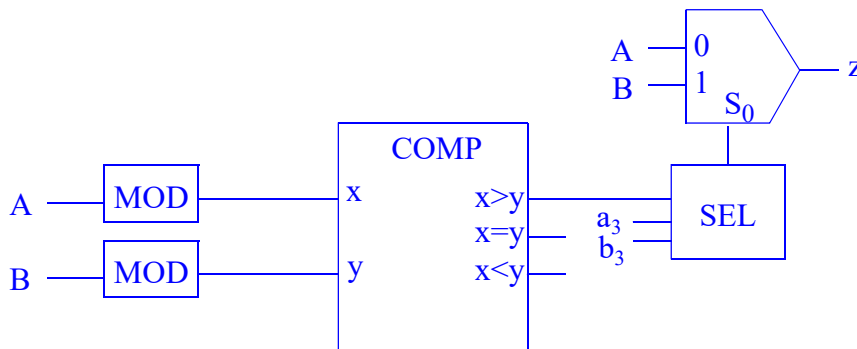 A 0
B 1
S0
z
COMP
A MOD x x>y SEL
a3
x=y
b3
B MOD y x<y